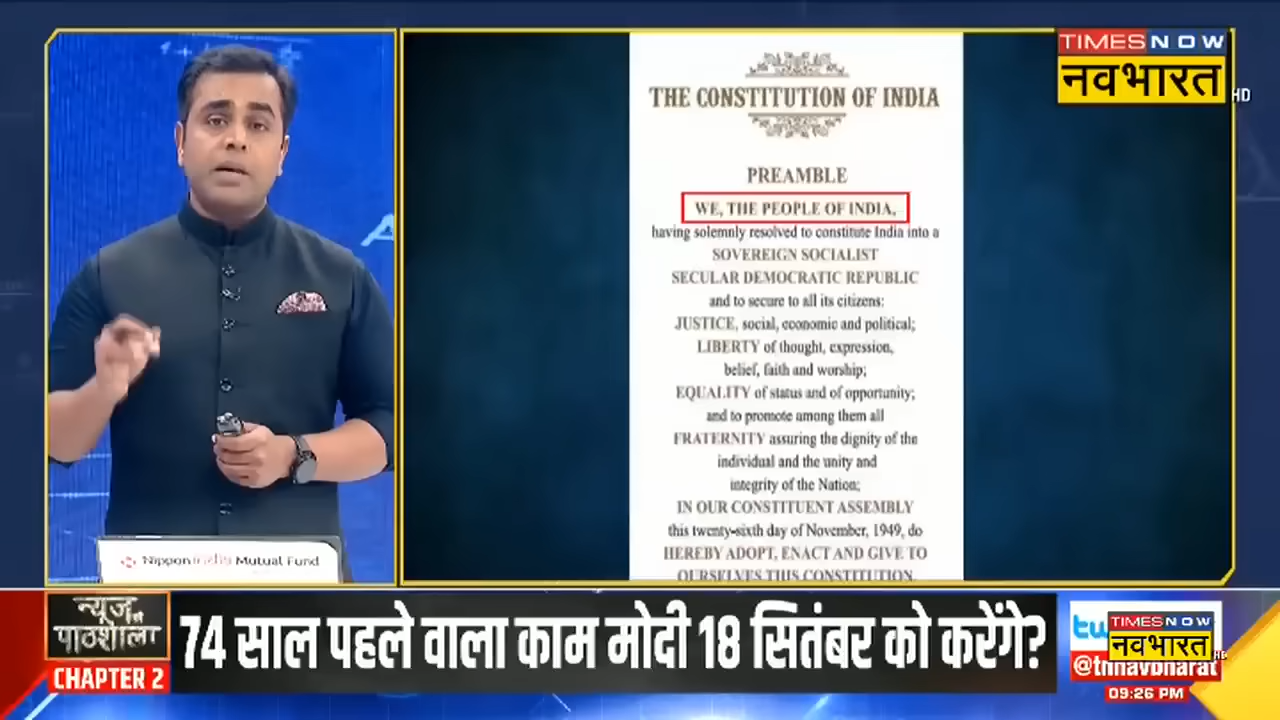 TIMES NOW
नवभारत
HD
THE CONSTITUTION OF INDIA
PREAMBLE
WE, THE PEOPLE OF INDIA,
having solemnly resolved to constitute India into a
SOVEREIGN SOCIALIST
SECULAR DEMOCRATIC REPUBLIC
and to secure to all its citizens:
JUSTICE, social, economic and political;
LIBERTY of thought, expression,
belief, faith and worship;
EQUALITY of status and of opportunity;
and to promote among them all
FRATERNITY assuring the dignity of the
individual and the unity and
integrity of the Nation;
IN OUR CONSTITUENT ASSEMBLY
this twenty-sixth day of November, 1949, do
HEREBY ADOPT, ENACT AND GIVE TO
OURSELVES THIS CONSTITUTION.
Nippon India Mutual Fund
न्यूज़ की
पाठशाला
CHAPTER 2
74 साल पहले वाला काम मोदी 18 सितंबर को करेंगे?
TIMES NOW
नवभारत
@tnnavbharat
09:26 PM